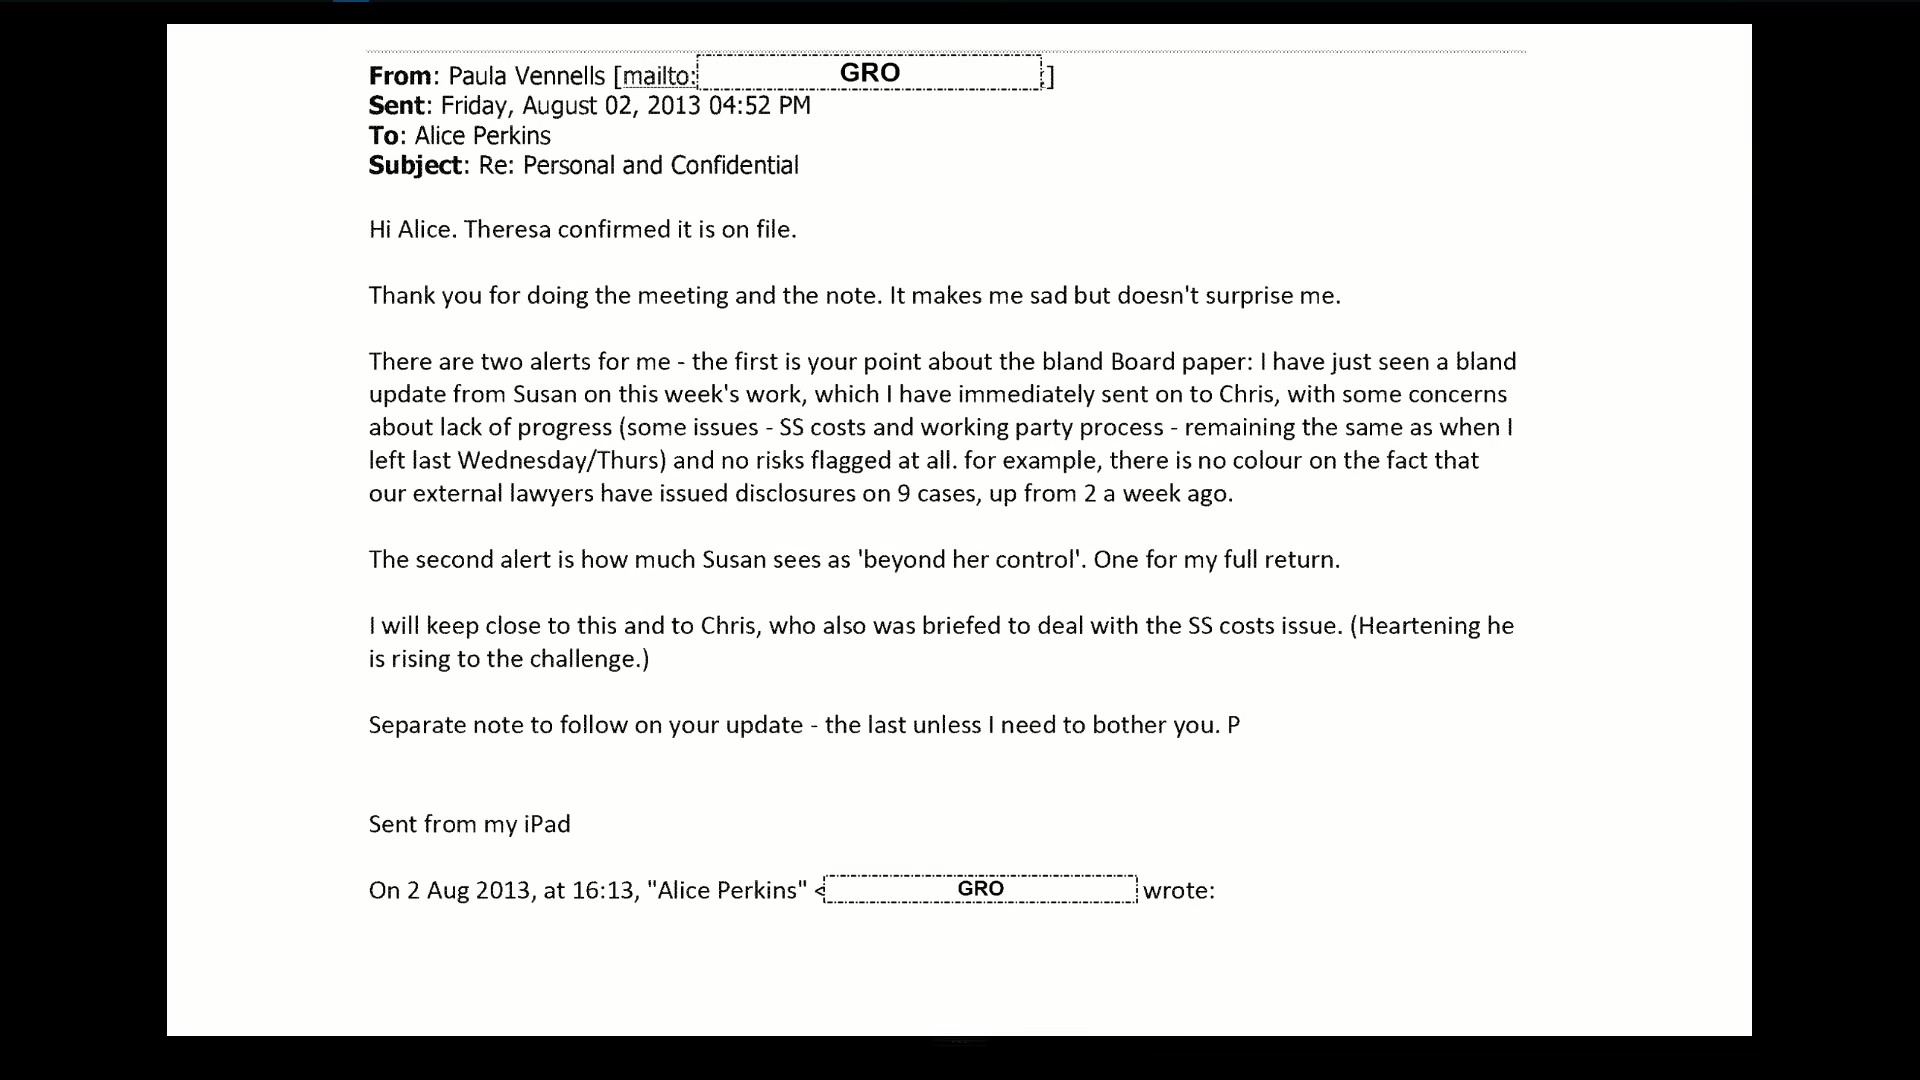 From: Paula Vennells [mailto: GRO ]
Sent: Friday, August 02, 2013 04:52 PM
To: Alice Perkins
Subject: Re: Personal and Confidential
Hi Alice. Theresa confirmed it is on file.
Thank you for doing the meeting and the note. It makes me sad but doesn't surprise me.
There are two alerts for me - the first is your point about the bland Board paper: I have just seen a bland
update from Susan on this week's work, which I have immediately sent on to Chris, with some concerns
about lack of progress (some issues - SS costs and working party process - remaining the same as when I
left last Wednesday/Thurs) and no risks flagged at all. for example, there is no colour on the fact that
our external lawyers have issued disclosures on 9 cases, up from 2 a week ago.
The second alert is how much Susan sees as 'beyond her control'. One for my full return.
I will keep close to this and to Chris, who also was briefed to deal with the SS costs issue. (Heartening he
is rising to the challenge.)
Separate note to follow on your update - the last unless I need to bother you. P
Sent from my iPad
On 2 Aug 2013, at 16:13, "Alice Perkins" < GRO wrote: